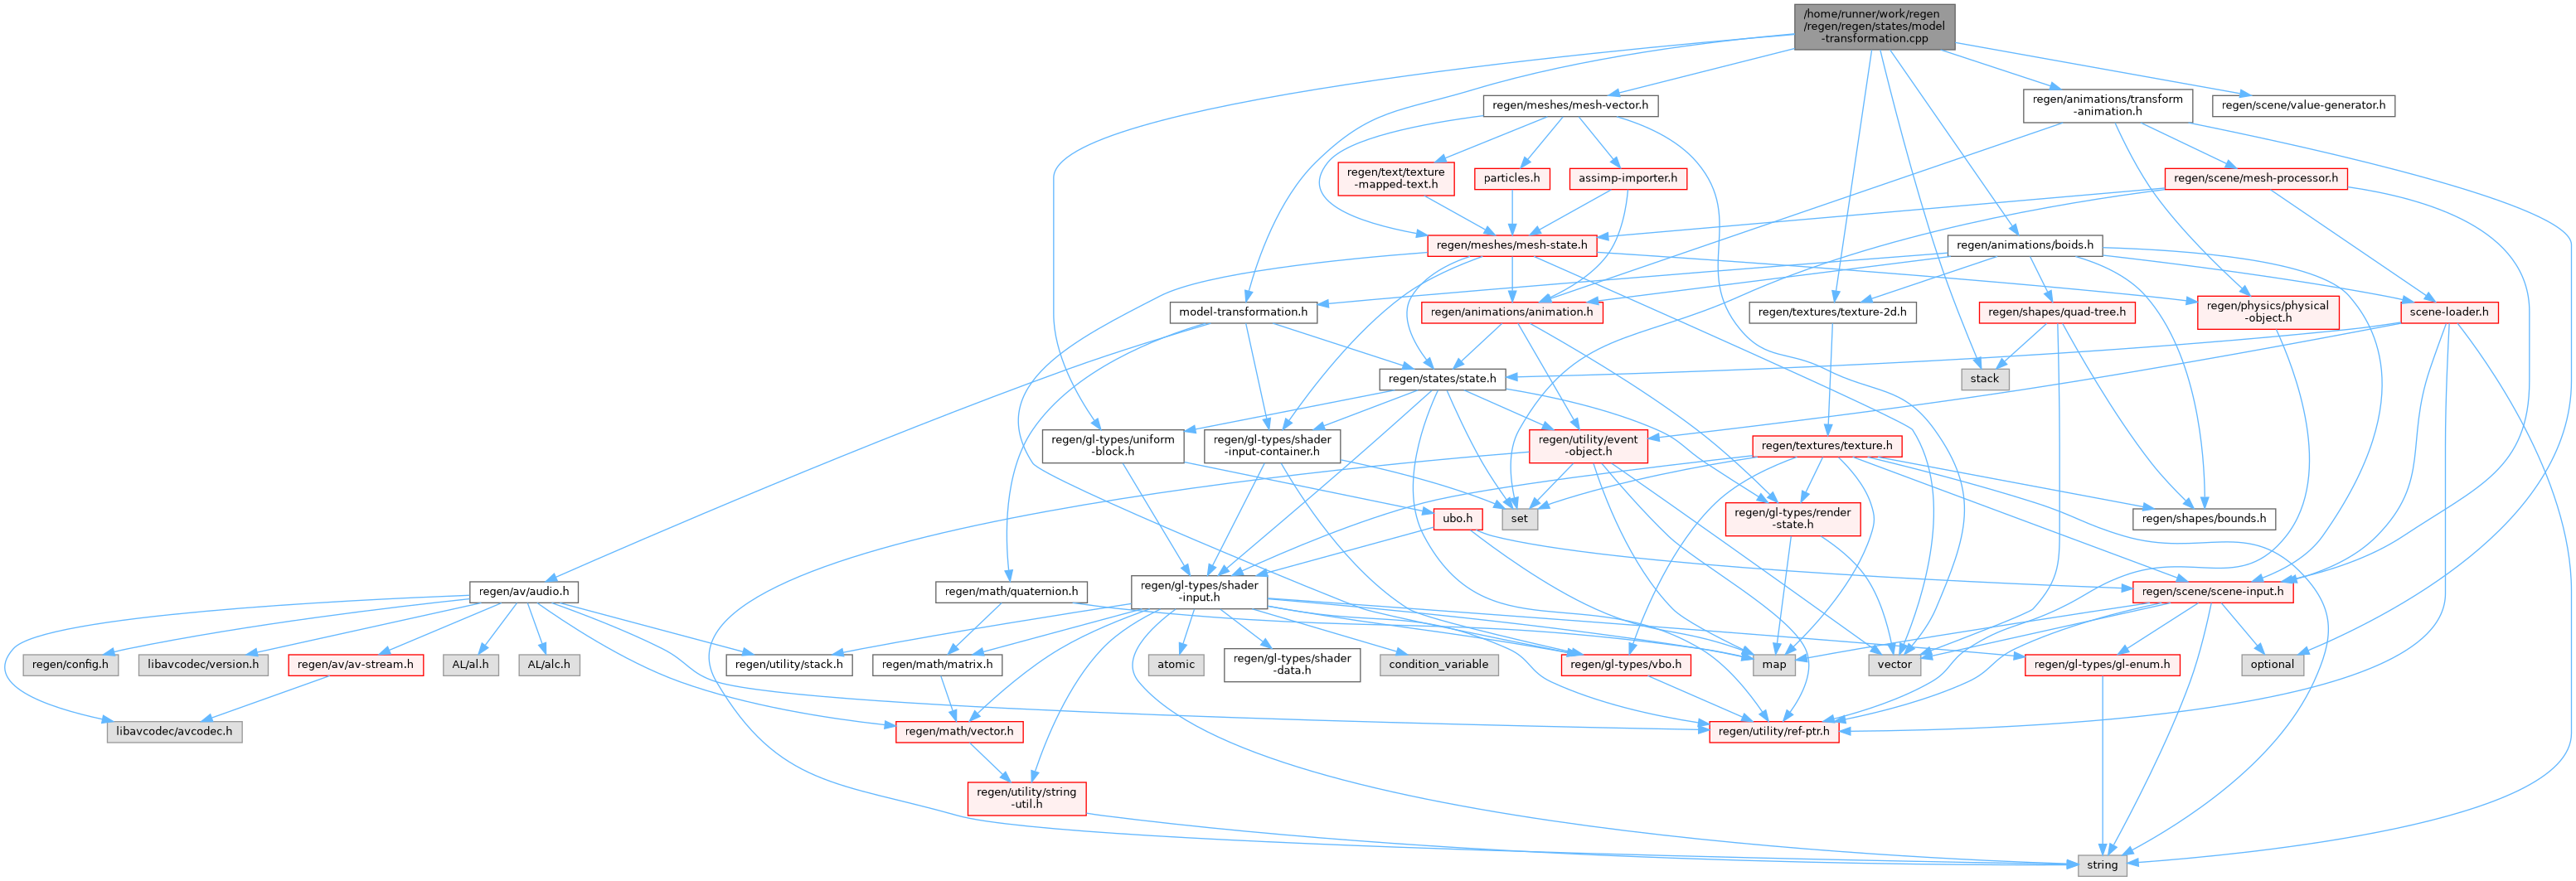 /home/runner/work/regen
/regen/regen/states/model
-transformation.cpp
regen/meshes/mesh-vector.h
regen/animations/transform
-animation.h
regen/scene/value-generator.h
regen/text/texture
-mapped-text.h
particles.h
assimp-importer.h
regen/scene/mesh-processor.h
regen/meshes/mesh-state.h
regen/animations/boids.h
model-transformation.h
regen/animations/animation.h
regen/textures/texture-2d.h
regen/shapes/quad-tree.h
regen/physics/physical
-object.h
scene-loader.h
regen/states/state.h
stack
regen/gl-types/uniform
-block.h
regen/gl-types/shader
-input-container.h
regen/utility/event
-object.h
regen/textures/texture.h
ubo.h
set
regen/gl-types/render
-state.h
regen/shapes/bounds.h
regen/av/audio.h
regen/math/quaternion.h
regen/gl-types/shader
-input.h
regen/scene/scene-input.h
regen/config.h
libavcodec/version.h
regen/av/av-stream.h
AL/al.h
AL/alc.h
regen/utility/stack.h
regen/math/matrix.h
atomic
regen/gl-types/shader
-data.h
condition_variable
regen/gl-types/vbo.h
map
vector
regen/gl-types/gl-enum.h
optional
libavcodec/avcodec.h
regen/math/vector.h
regen/utility/ref-ptr.h
regen/utility/string
-util.h
string